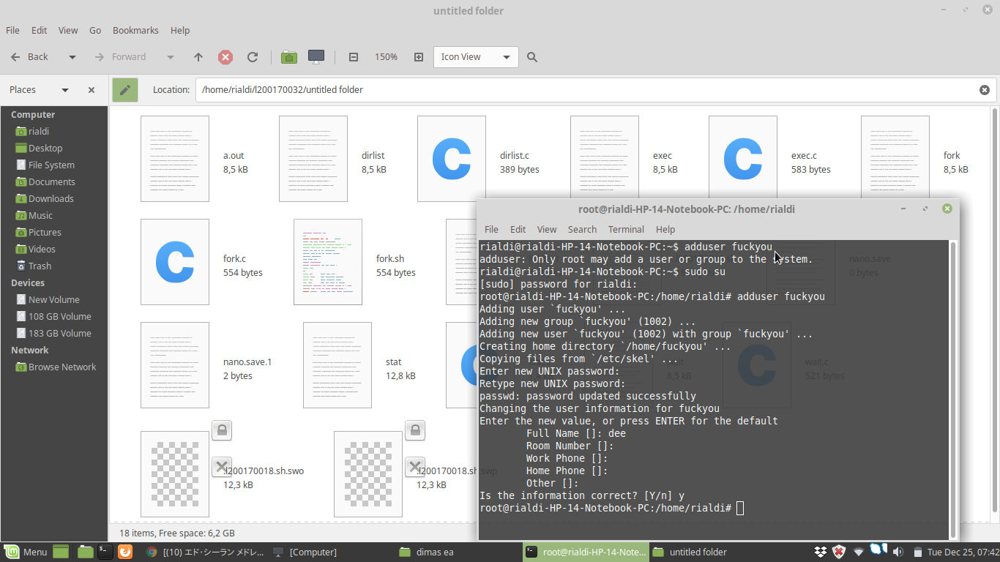 untitled folder
File Edit View Go Bookmarks Help
Back Forward 150% Icon View
Places Location: /home/rialdi/l200170032/untitled folder
Computer
rialdi
Desktop
File System
Documents
Downloads
Music
Pictures
Videos
Trash
Devices
New Volume
108 GB Volume
183 GB Volume
Network
Browse Network
a.out
8,5 kB
dirlist
8,5 kB
dirlist.c
389 bytes
exec
8,5 kB
exec.c
583 bytes
fork
8,5 kB
fork.c
554 bytes
fork.sh
554 bytes
nano.save
0 bytes
nano.save.1
2 bytes
stat
12,8 kB
8,5 kB
wait.c
521 bytes
.l200170018.sh.swo
12,3 kB
.l200170018.sh.swp
12,3 kB
18 items, Free space: 6,2 GB
root@rialdi-HP-14-Notebook-PC: /home/rialdi
File Edit View Search Terminal Help
rialdi@rialdi-HP-14-Notebook-PC:~$ adduser fuckyou
adduser: Only root may add a user or group to the system.
rialdi@rialdi-HP-14-Notebook-PC:~$ sudo su
[sudo] password for rialdi:
root@rialdi-HP-14-Notebook-PC:/home/rialdi# adduser fuckyou
Adding user `fuckyou' ...
Adding new group `fuckyou' (1002) ...
Adding new user `fuckyou' (1002) with group `fuckyou' ...
Creating home directory `/home/fuckyou' ...
Copying files from `/etc/skel' ...
Enter new UNIX password:
Retype new UNIX password:
passwd: password updated successfully
Changing the user information for fuckyou
Enter the new value, or press ENTER for the default
Full Name []: dee
Room Number []:
Work Phone []:
Home Phone []:
Other []:
Is the information correct? [Y/n] y
root@rialdi-HP-14-Notebook-PC:/home/rialdi#
Menu [(10) エド・シーラン メドレ... [Computer] dimas ea root@rialdi-HP-14-Note... untitled folder Tue Dec 25, 07:42